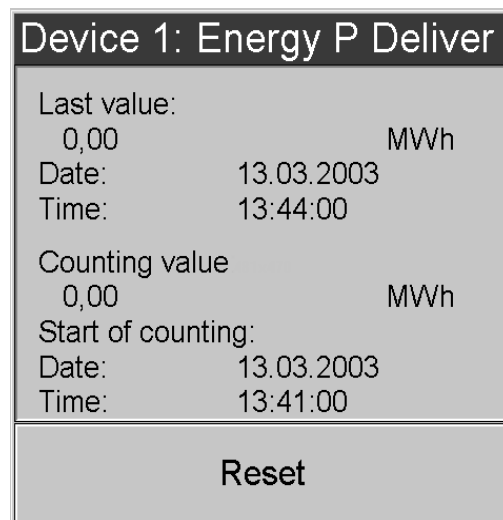 Device 1: Energy P Deliver
Last value:
0,00 MWh
Date: 13.03.2003
Time: 13:44:00
Counting value
0,00 MWh
Start of counting:
Date: 13.03.2003
Time: 13:41:00
Reset